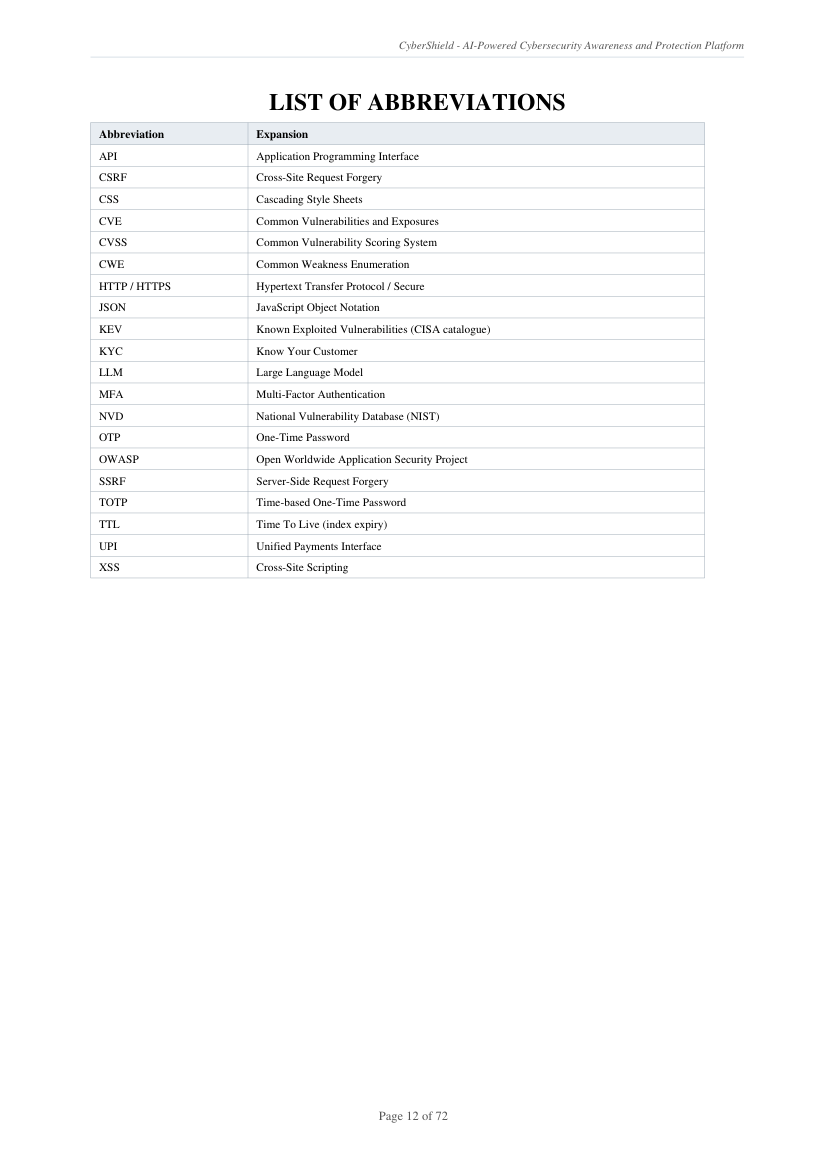 CyberShield - AI-Powered Cybersecurity Awareness and Protection Platform
LIST OF ABBREVIATIONS
Abbreviation Expansion
API Application Programming Interface
CSRF Cross-Site Request Forgery
CSS Cascading Style Sheets
CVE Common Vulnerabilities and Exposures
CVSS Common Vulnerability Scoring System
CWE Common Weakness Enumeration
HTTP / HTTPS Hypertext Transfer Protocol / Secure
JSON JavaScript Object Notation
KEV Known Exploited Vulnerabilities (CISA catalogue)
KYC Know Your Customer
LLM Large Language Model
MFA Multi-Factor Authentication
NVD National Vulnerability Database (NIST)
OTP One-Time Password
OWASP Open Worldwide Application Security Project
SSRF Server-Side Request Forgery
TOTP Time-based One-Time Password
TTL Time To Live (index expiry)
UPI Unified Payments Interface
XSS Cross-Site Scripting
Page 12 of 72